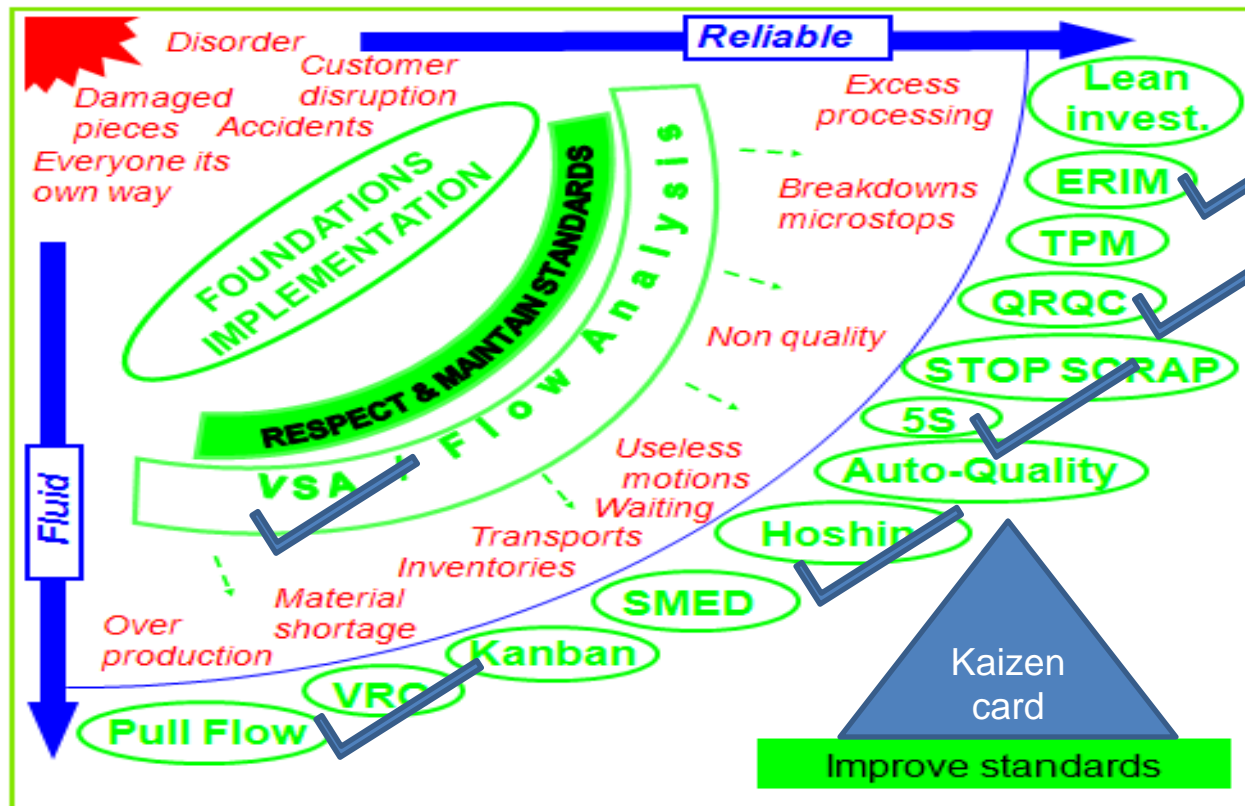 Disorder
Reliable
Customer
disruption
Damaged
pieces
Accidents
Everyone its
own way
Excess
processing
Lean
invest.
FOUNDATIONS
IMPLEMENTATION
RESPECT & MAINTAIN STANDARDS
VSA / Flow Analysis
Breakdowns
microstops
ERIM
TPM
QRQC
Non quality
STOP SCRAP
5S
Auto-Quality
Useless
motions
Waiting
Hoshin
Transports
Inventories
SMED
Fluid
Material
shortage
Over
production
Kanban
Pull Flow
Kaizen
card
Improve standards